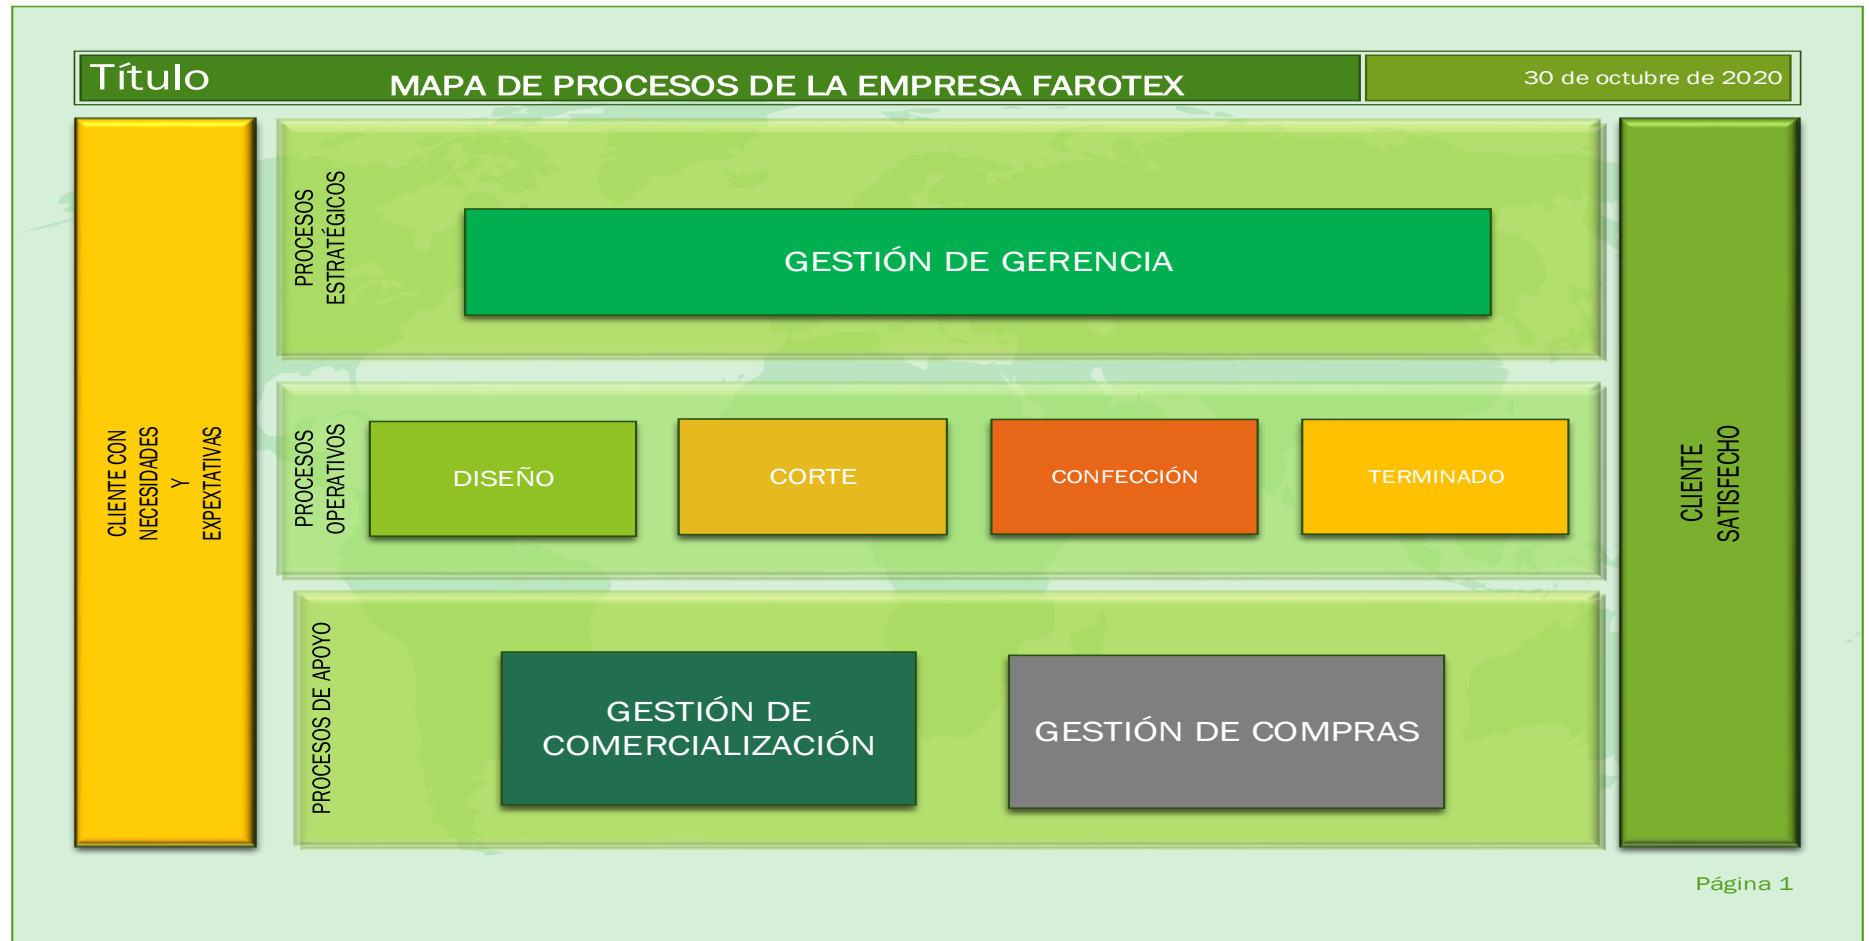 Título
MAPA DE PROCESOS DE LA EMPRESA FAROTEX
30 de octubre de 2020
CLIENTE CON
NECESIDADES
Y
EXPEXTATIVAS
PROCESOS
ESTRATÉGICOS
GESTIÓN DE GERENCIA
PROCESOS
OPERATIVOS
DISEÑO
CORTE
CONFECCIÓN
TERMINADO
PROCESOS DE APOYO
GESTIÓN DE
COMERCIALIZACIÓN
GESTIÓN DE COMPRAS
CLIENTE
SATISFECHO
Página 1